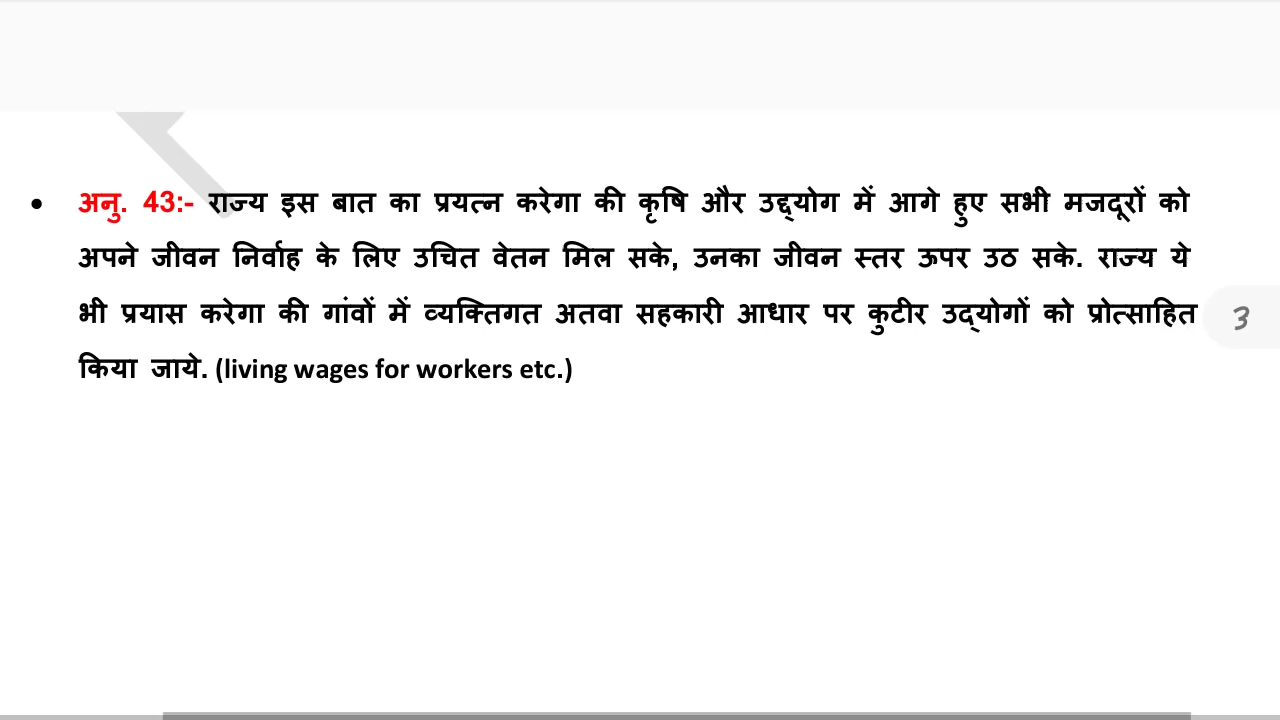 • अनु. 43:- राज्य इस बात का प्रयत्न करेगा की कृषि और उद्द्योग में आगे हुए सभी मजदूरों को
अपने जीवन निर्वाह के लिए उचित वेतन मिल सके, उनका जीवन स्तर ऊपर उठ सके. राज्य ये
भी प्रयास करेगा की गांवों में व्यक्तिगत अतवा सहकारी आधार पर कुटीर उद्योगों को प्रोत्साहित
किया जाये. (living wages for workers etc.)
3